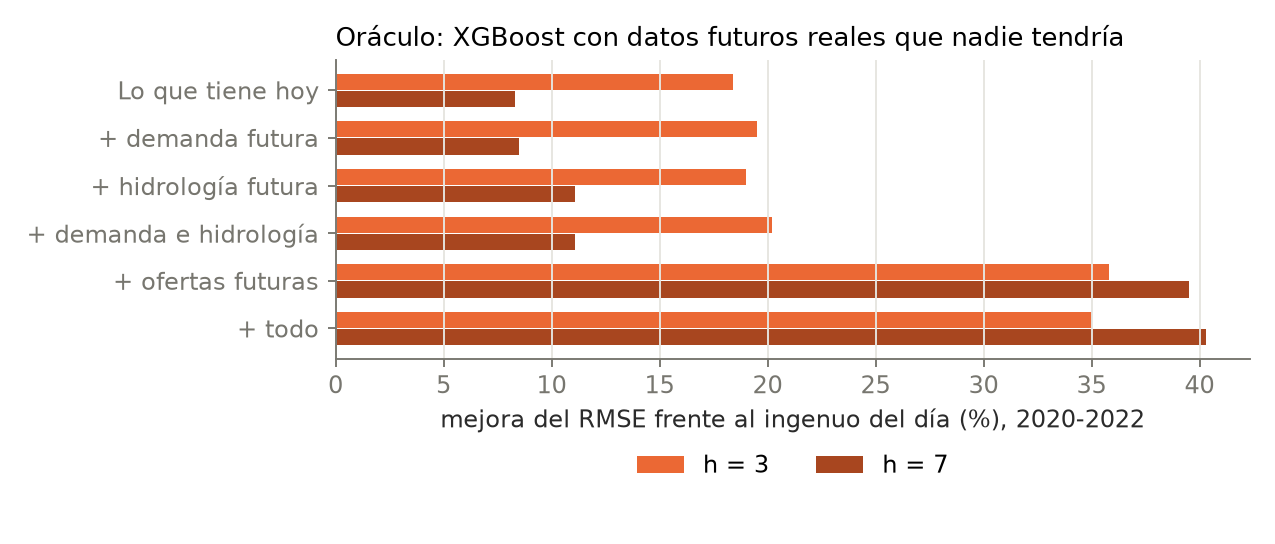 Oráculo: XGBoost con datos futuros reales que nadie tendría
Lo que tiene hoy
+ demanda futura
+ hidrología futura
+ demanda e hidrología
+ ofertas futuras
+ todo
0 5 10 15 20 25 30 35 40
mejora del RMSE frente al ingenuo del día (%), 2020-2022
h = 3 h = 7